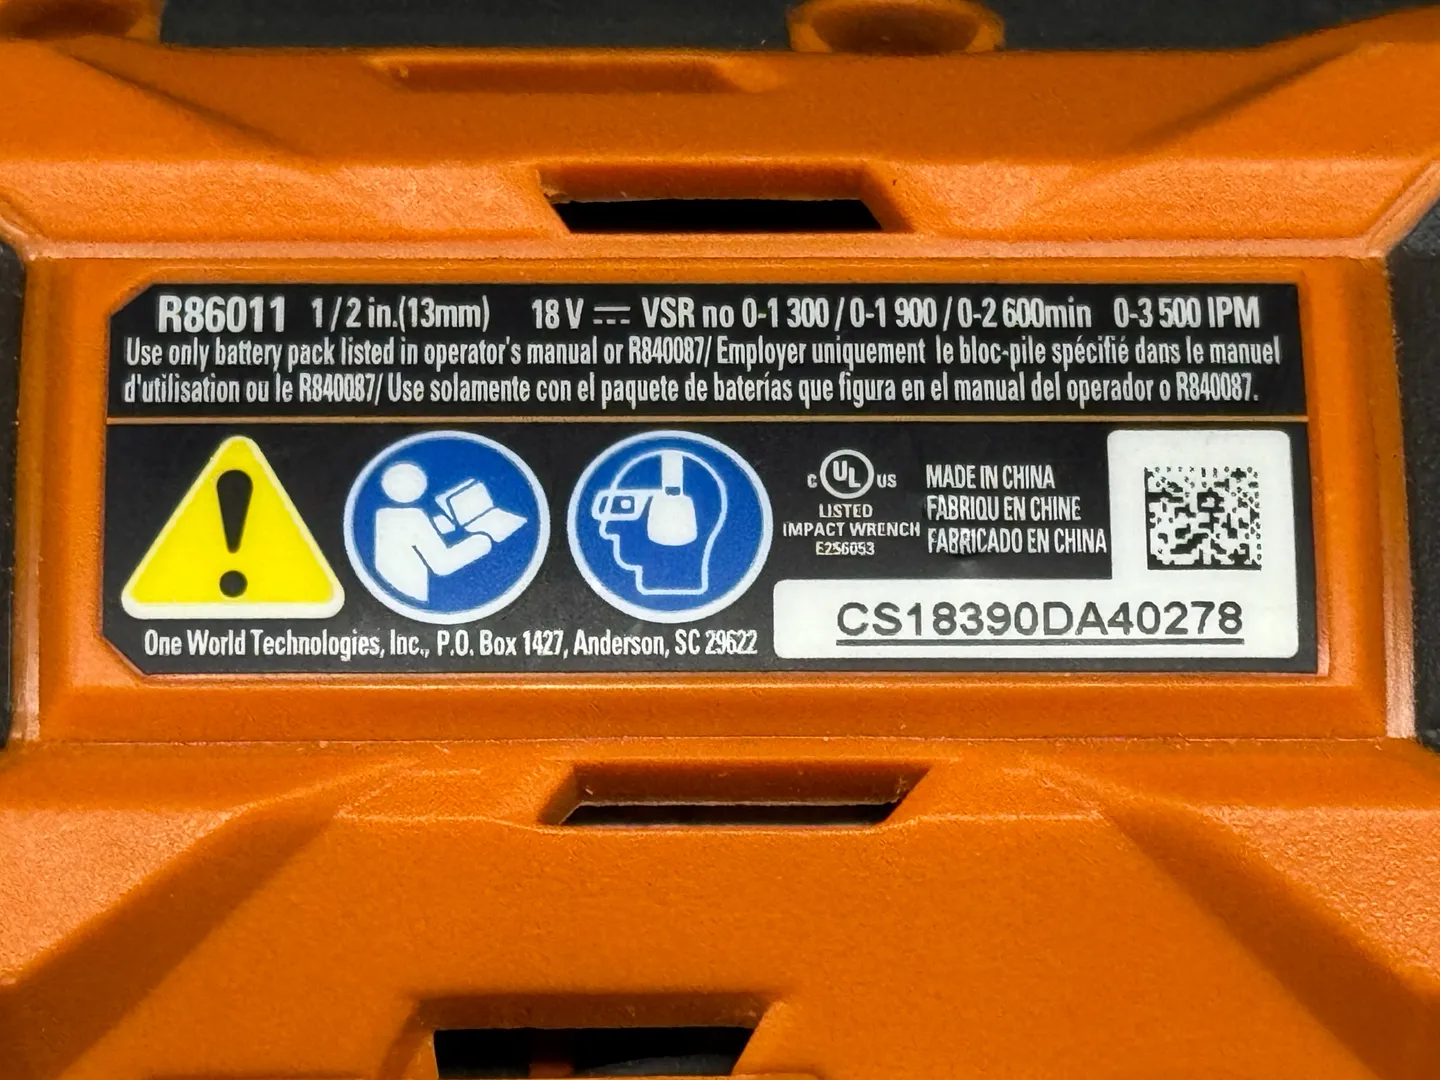 R86011 1/2 in.(13mm) 18 V VSR no 0-1 300 / 0-1 900 / 0-2 600min 0-3 500 IPM
Use only battery pack listed in operator's manual or R840087/ Employer uniquement le bloc-pile spécifié dans le manuel
d'utilisation ou le R840087/ Use solamente con el paquete de baterías que figura en el manual del operador o R840087.
C UL US
LISTED
IMPACT WRENCH
E256053
MADE IN CHINA
FABRIQU EN CHINE
FABRICADO EN CHINA
CS18390DA40278
One World Technologies, Inc., P.O. Box 1427, Anderson, SC 29622